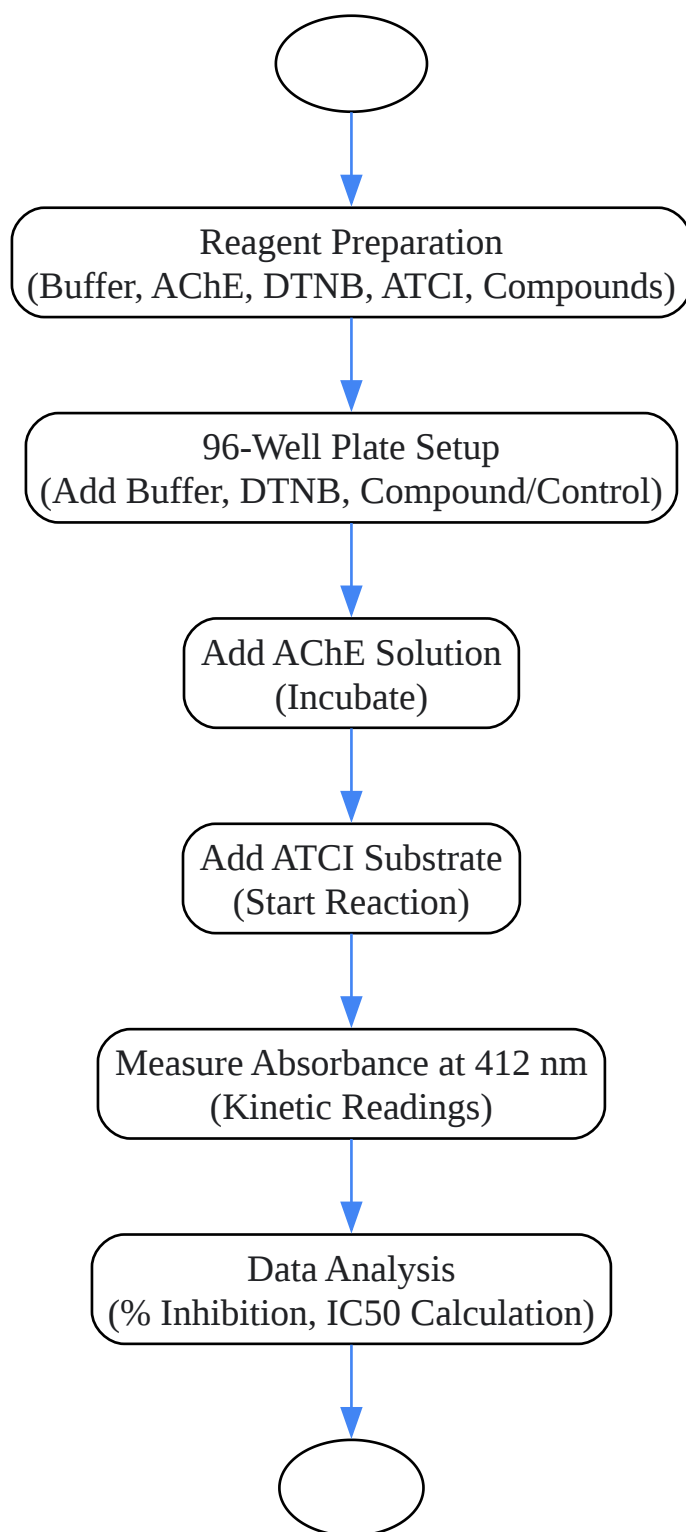 Reagent Preparation
(Buffer, AChE, DTNB, ATCI, Compounds)
96-Well Plate Setup
(Add Buffer, DTNB, Compound/Control)
Add AChE Solution
(Incubate)
Add ATCI Substrate
(Start Reaction)
Measure Absorbance at 412 nm
(Kinetic Readings)
Data Analysis
(% Inhibition, IC50 Calculation)